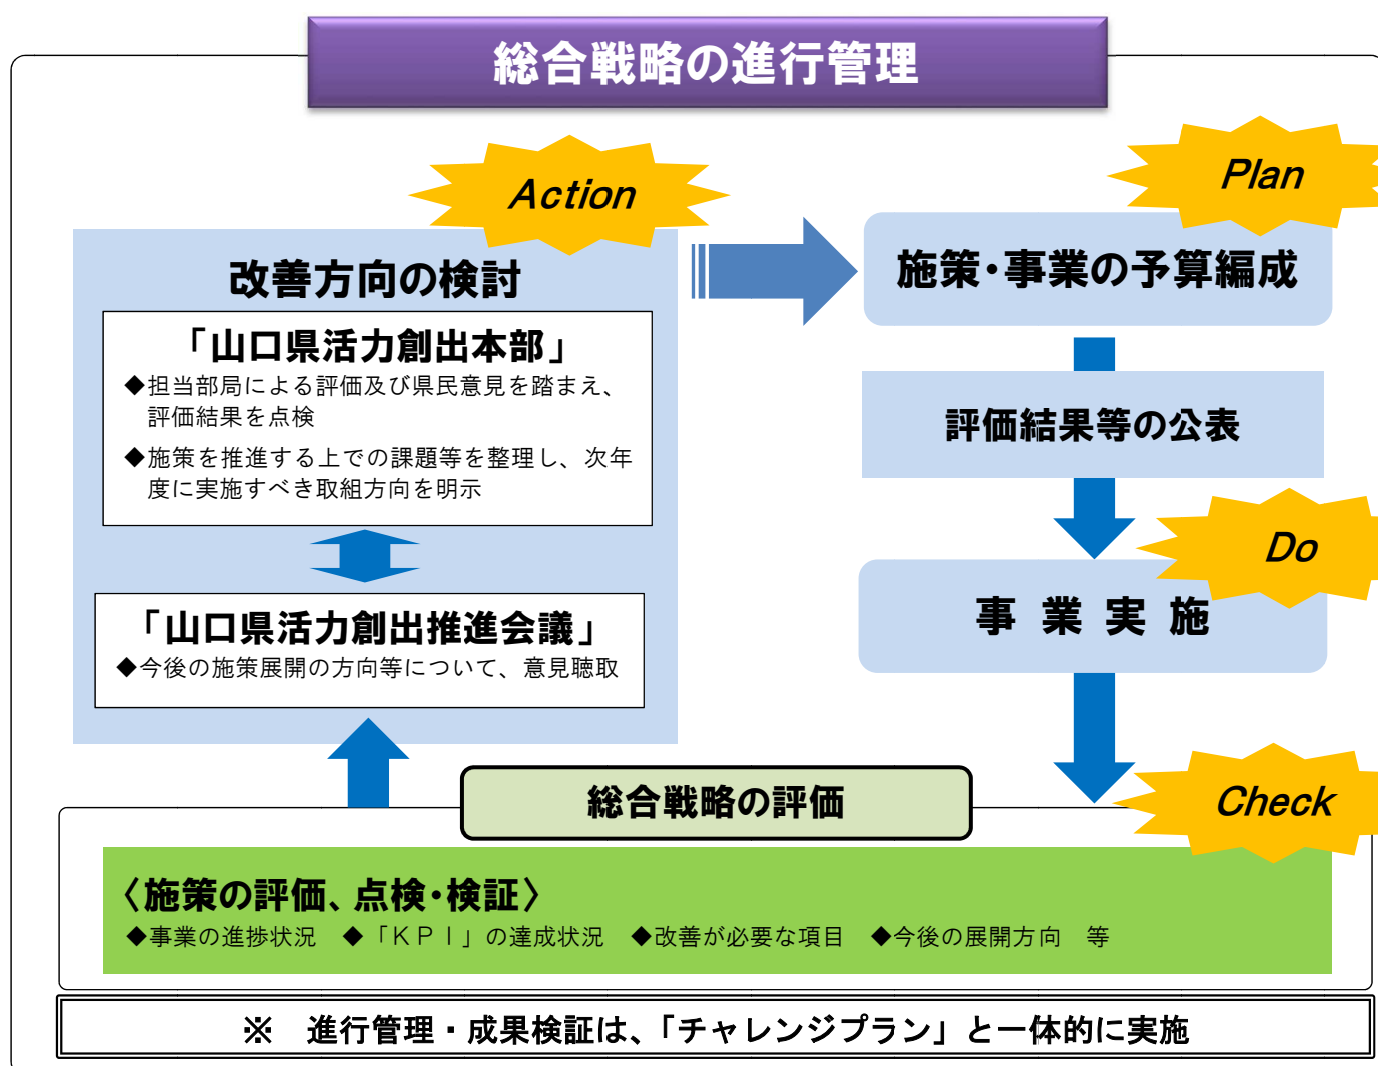 総合戦略の進行管理
Action
改善方向の検討
「山口県活力創出本部」
◆担当部局による評価及び県民意見を踏まえ、
評価結果を点検
◆施策を推進する上での課題等を整理し、次年
度に実施すべき取組方向を明示
「山口県活力創出推進会議」
◆今後の施策展開の方向等について、意見聴取
Plan
施策・事業の予算編成
評価結果等の公表
Do
事 業 実 施
Check
総合戦略の評価
〈施策の評価、点検・検証〉
◆事業の進捗状況　◆「ＫＰＩ」の達成状況　◆改善が必要な項目　◆今後の展開方向　等
※　進行管理・成果検証は、「チャレンジプラン」と一体的に実施